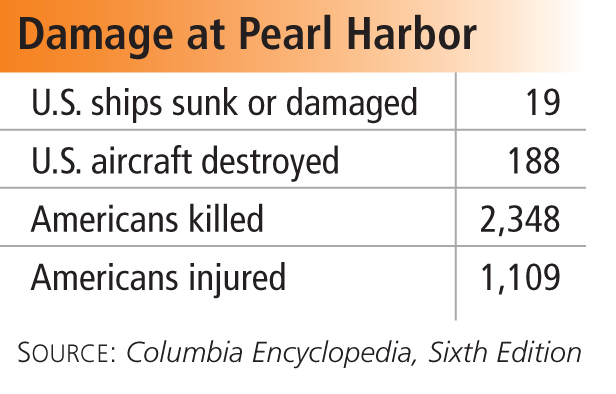 Damage at Pearl Harbor
U.S. ships sunk or damaged 19
U.S. aircraft destroyed 188
Americans killed 2,348
Americans injured 1,109
SOURCE: Columbia Encyclopedia, Sixth Edition